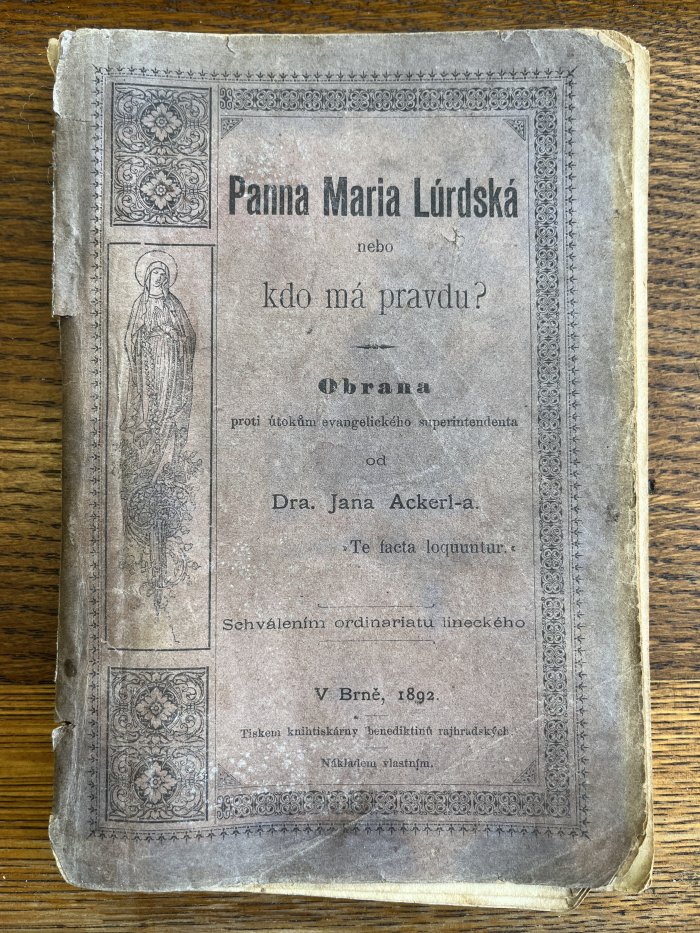 Panna Maria Lúrdská
nebo
kdo má pravdu?
Obrana
proti útokům evangelického superintendenta
od
Dra. Jana Ackerl-a.
»Te facta loquuntur.«
Schválením ordinariatu lineckého
V Brně, 1892.
Tiskem knihtiskárny benediktinů rajhradských
Nákladem vlastním.